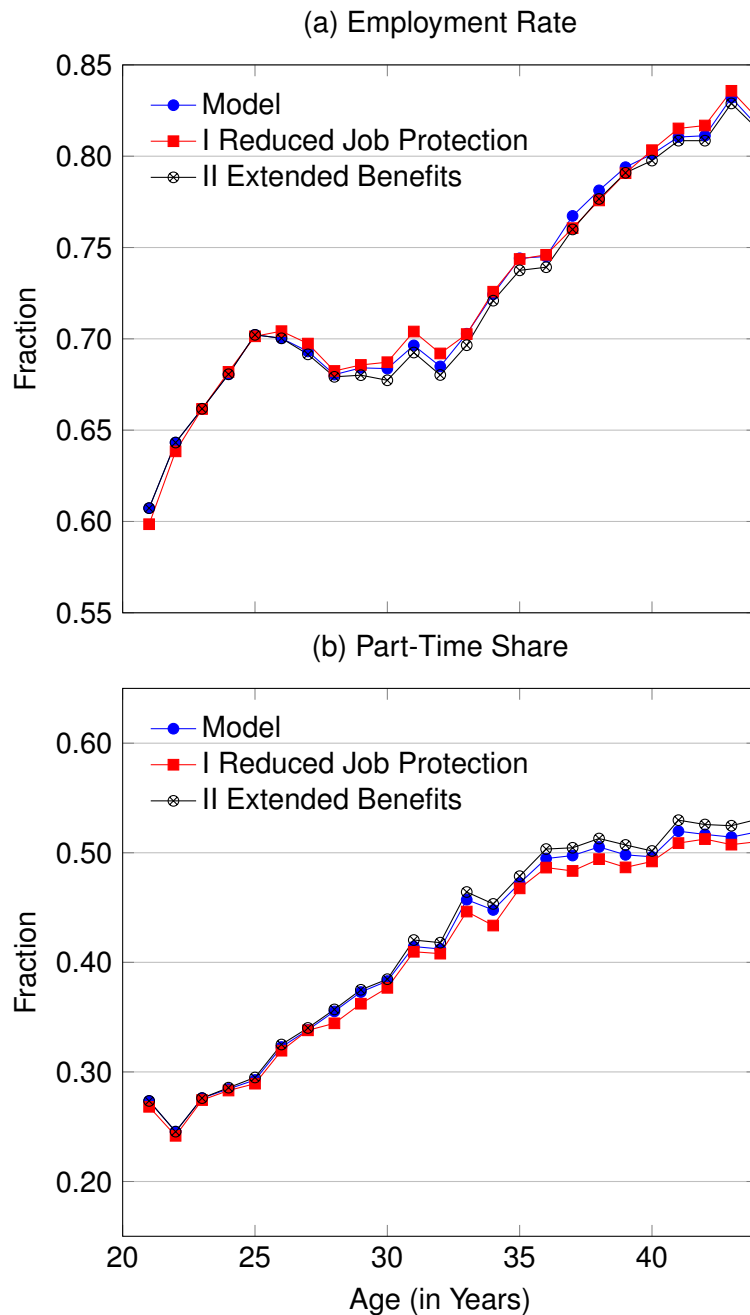 (a) Employment Rate
0.85
Model
I Reduced Job Protection
0.80
II Extended Benefits
0.75
0.70
Fraction
0.65
0.60
0.55
(b) Part-Time Share
Model
0.60
I Reduced Job Protection
II Extended Benefits
0.50
Fraction
0.40
0.30
0.20
20 25 30 35 40
Age (in Years)